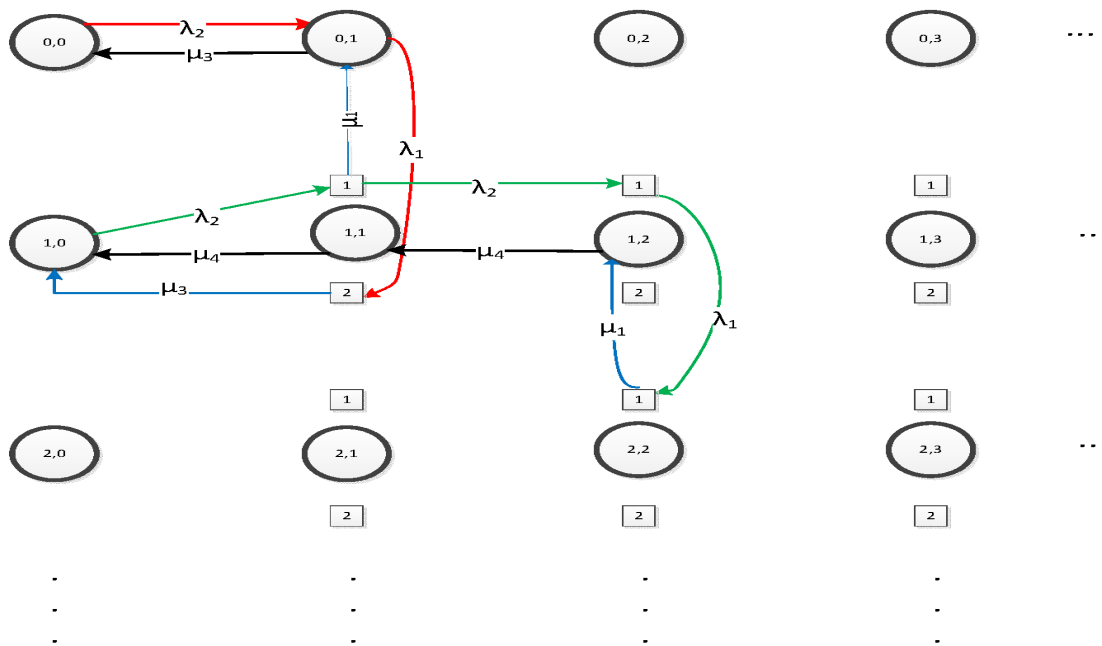 0,0 λ₂ 0,1 0,2 0,3 ...
μ₃
μ₁
λ₁
1 λ₂ 1 1
λ₂
1,0 1,1 1,2 1,3 ..
μ₄ μ₄
μ₃ 2 2 2
μ₁ λ₁
1 1 1
2,0 2,1 2,2 2,3 ..
2 2 2
. . . .
. . . .
. . . .